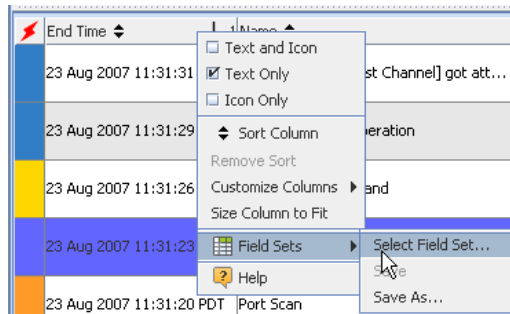 End Time 1 Name
Text and Icon
23 Aug 2007 11:31:31 Text Only st Channel] got att...
Icon Only
23 Aug 2007 11:31:29 Sort Column eration
Remove Sort
23 Aug 2007 11:31:26 Customize Columns and
Size Column to Fit
23 Aug 2007 11:31:23 Field Sets Select Field Set...
Save
Help
23 Aug 2007 11:31:20 PDT Port Scan Save As...